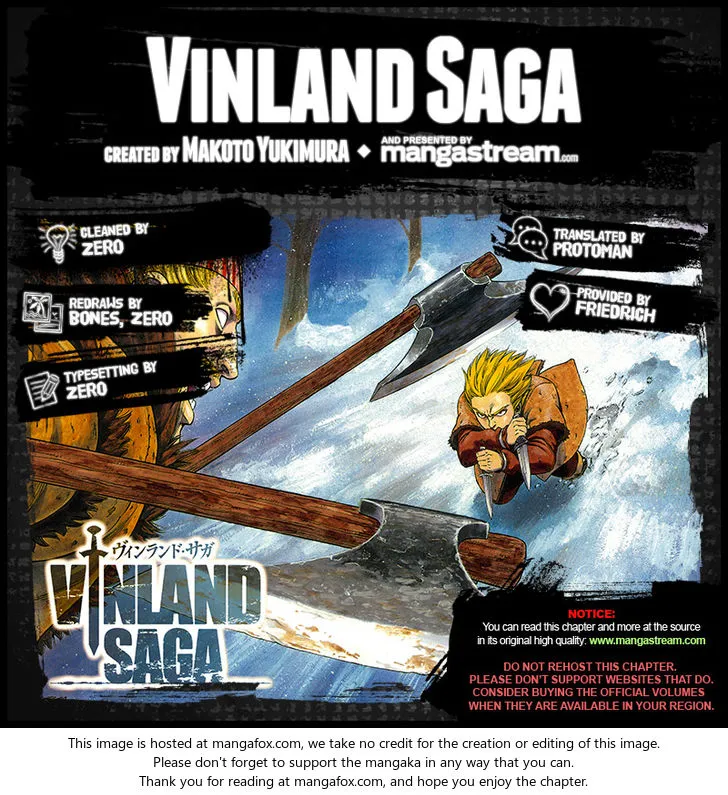 VINLAND SAGA
CREATED BY MAKOTO YUKIMURA ◆ AND PRESENTED BY mangastream.com
CLEANED BY
ZERO
TRANSLATED BY
PROTOMAN
REDRAWS BY
BONES, ZERO
PROVIDED BY
FRIEDRICH
TYPESETTING BY
ZERO
ヴィンランド・サガ
VINLAND
SAGA
NOTICE:
You can read this chapter and more at the source
in its original high quality: www.mangastream.com
DO NOT REHOST THIS CHAPTER.
PLEASE DON'T SUPPORT WEBSITES THAT DO.
CONSIDER BUYING THE OFFICIAL VOLUMES
WHEN THEY ARE AVAILABLE IN YOUR REGION.
This image is hosted at mangafox.com, we take no credit for the creation or editing of this image.
Please don't forget to support the mangaka in any way that you can.
Thank you for reading at mangafox.com, and hope you enjoy the chapter.